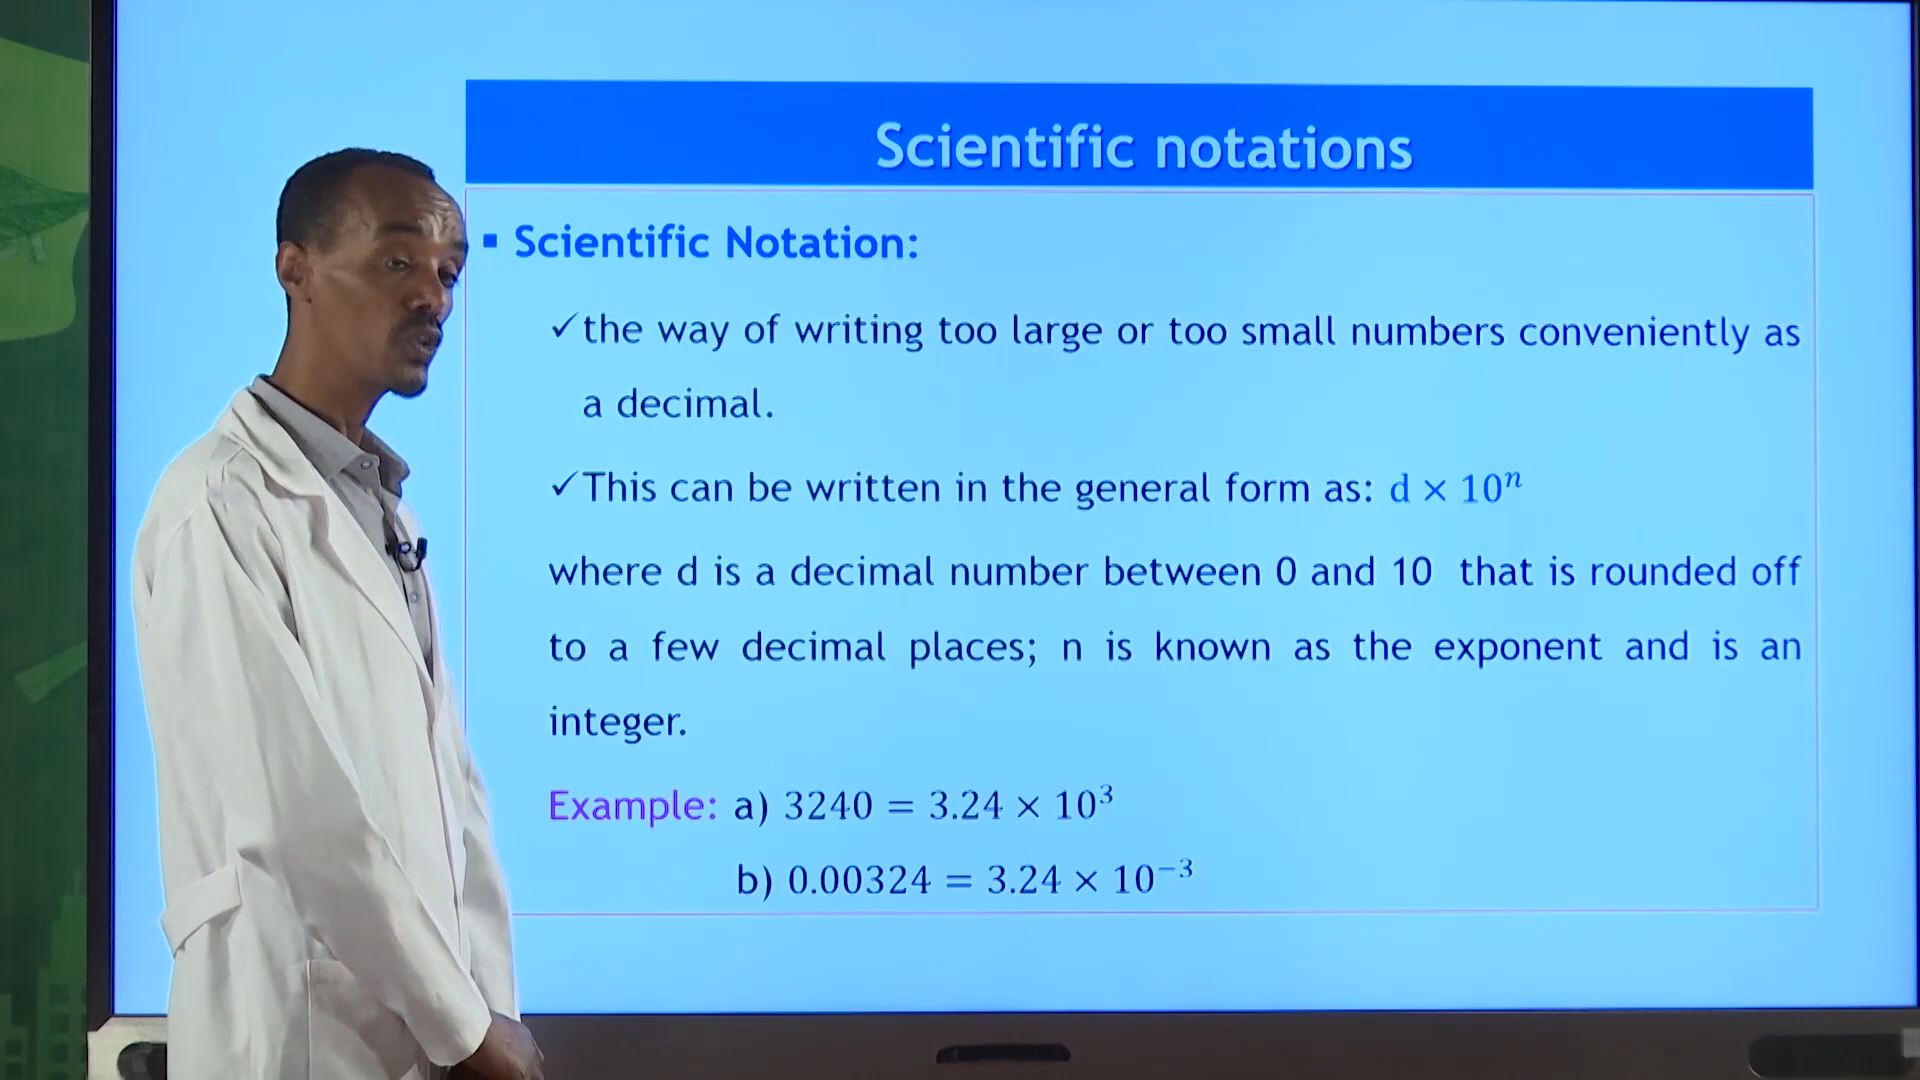 Scientific notations
▪ Scientific Notation:
✓the way of writing too large or too small numbers conveniently as
a decimal.
✓This can be written in the general form as: d × 10ⁿ
where d is a decimal number between 0 and 10 that is rounded off
to a few decimal places; n is known as the exponent and is an
integer.
Example: a) 3240 = 3.24 × 10³
b) 0.00324 = 3.24 × 10⁻³